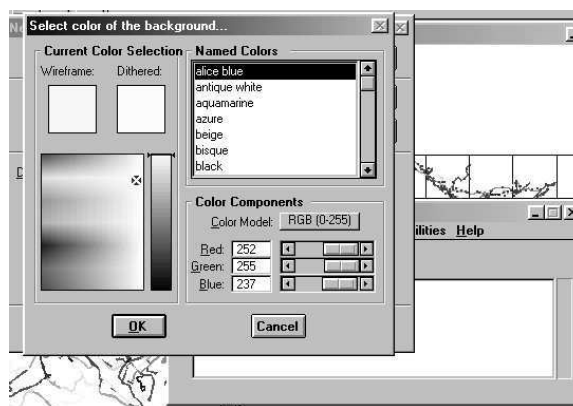 Ne
Select color of the background...
Current Color Selection
Wireframe:
Dithered:
Named Colors
alice blue
antique white
aquamarine
azure
beige
bisque
black
D
Color Components
Color Model:
RGB (0-255)
Red:
252
Green:
255
Blue:
237
OK
Cancel
ilities Help